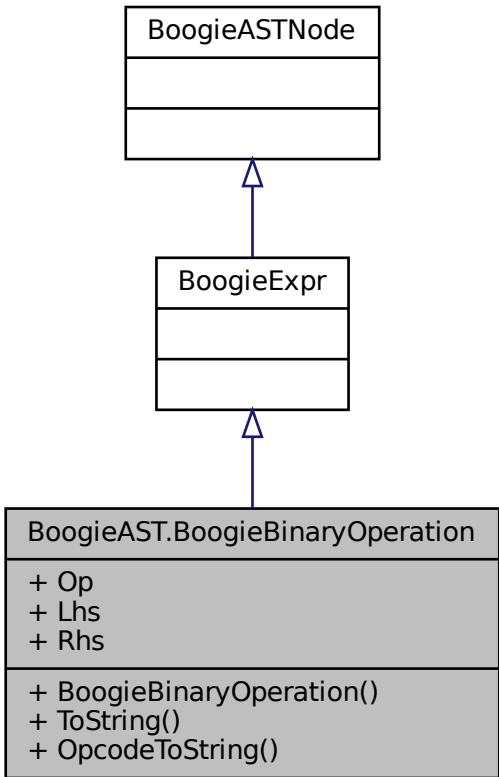 BoogieASTNode
BoogieExpr
BoogieAST.BoogieBinaryOperation
+ Op
+ Lhs
+ Rhs
+ BoogieBinaryOperation()
+ ToString()
+ OpcodeToString()